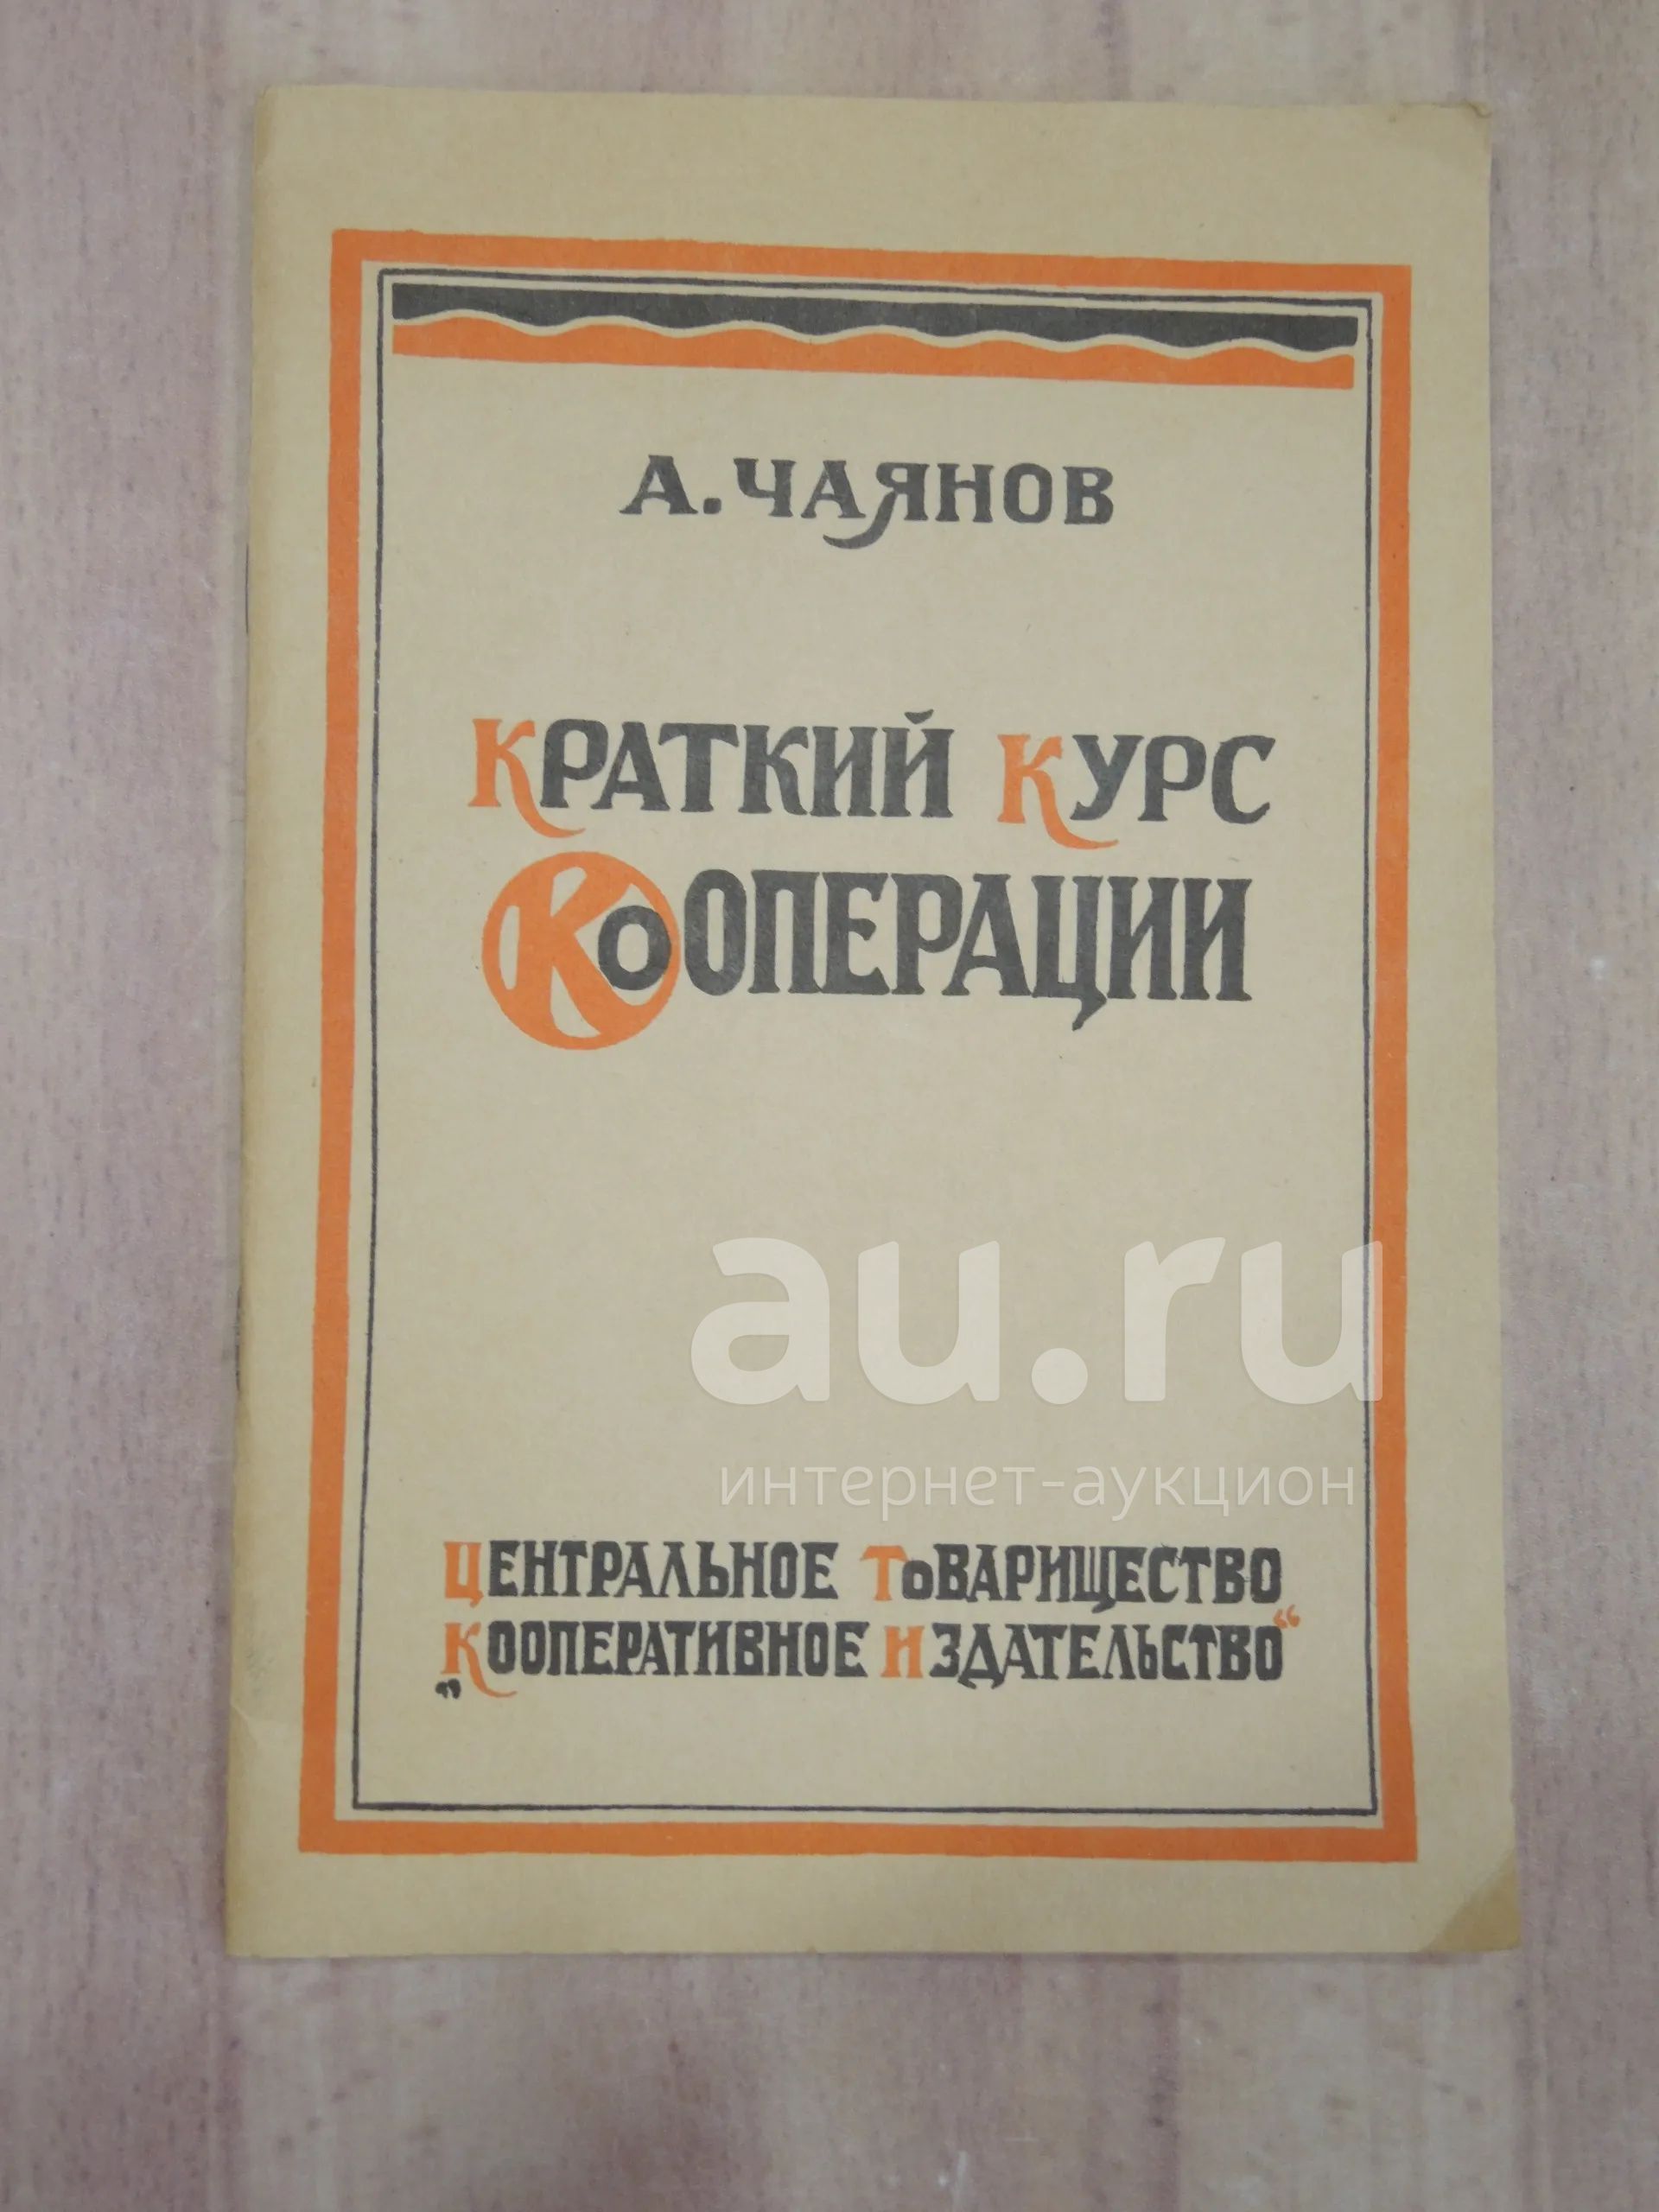 А. ЧАЯНОВ
КРАТКИЙ КУРС
КООПЕРАЦИИ
au.ru
интернет-аукцион
ЦЕНТРАЛЬНОЕ ТОВАРИЩЕСТВО
„КООПЕРАТИВНОЕ ИЗДАТЕЛЬСТВО“